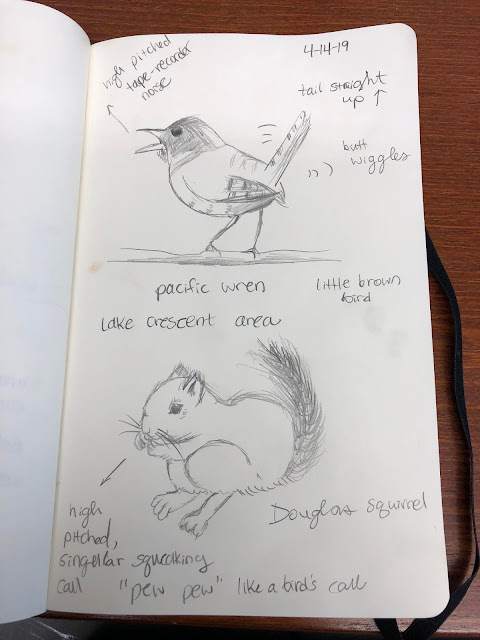 4-14-19
high pitched
tape-recorder
noise
tail straight
up ↑
butt
wiggles
pacific wren
little brown
bird
lake crescent area
Douglas squirrel
high
pitched,
singular squeaking
call "pew pew" like a bird's call